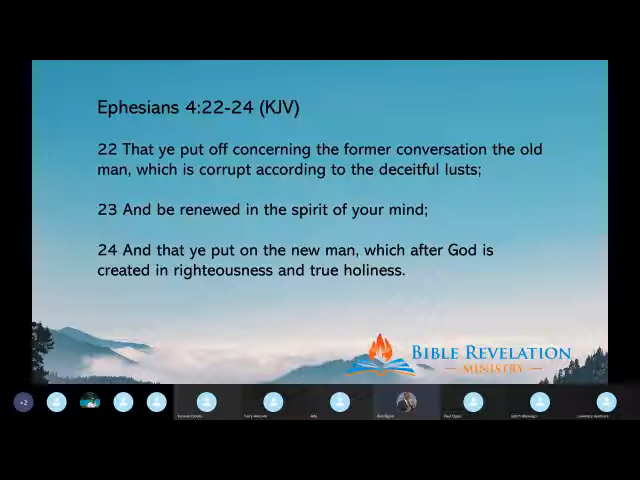 Ephesians 4:22-24 (KJV)
22 That ye put off concerning the former conversation the old
man, which is corrupt according to the deceitful lusts;
23 And be renewed in the spirit of your mind;
24 And that ye put on the new man, which after God is
created in righteousness and true holiness.
BIBLE REVELATION
MINISTRY
+2